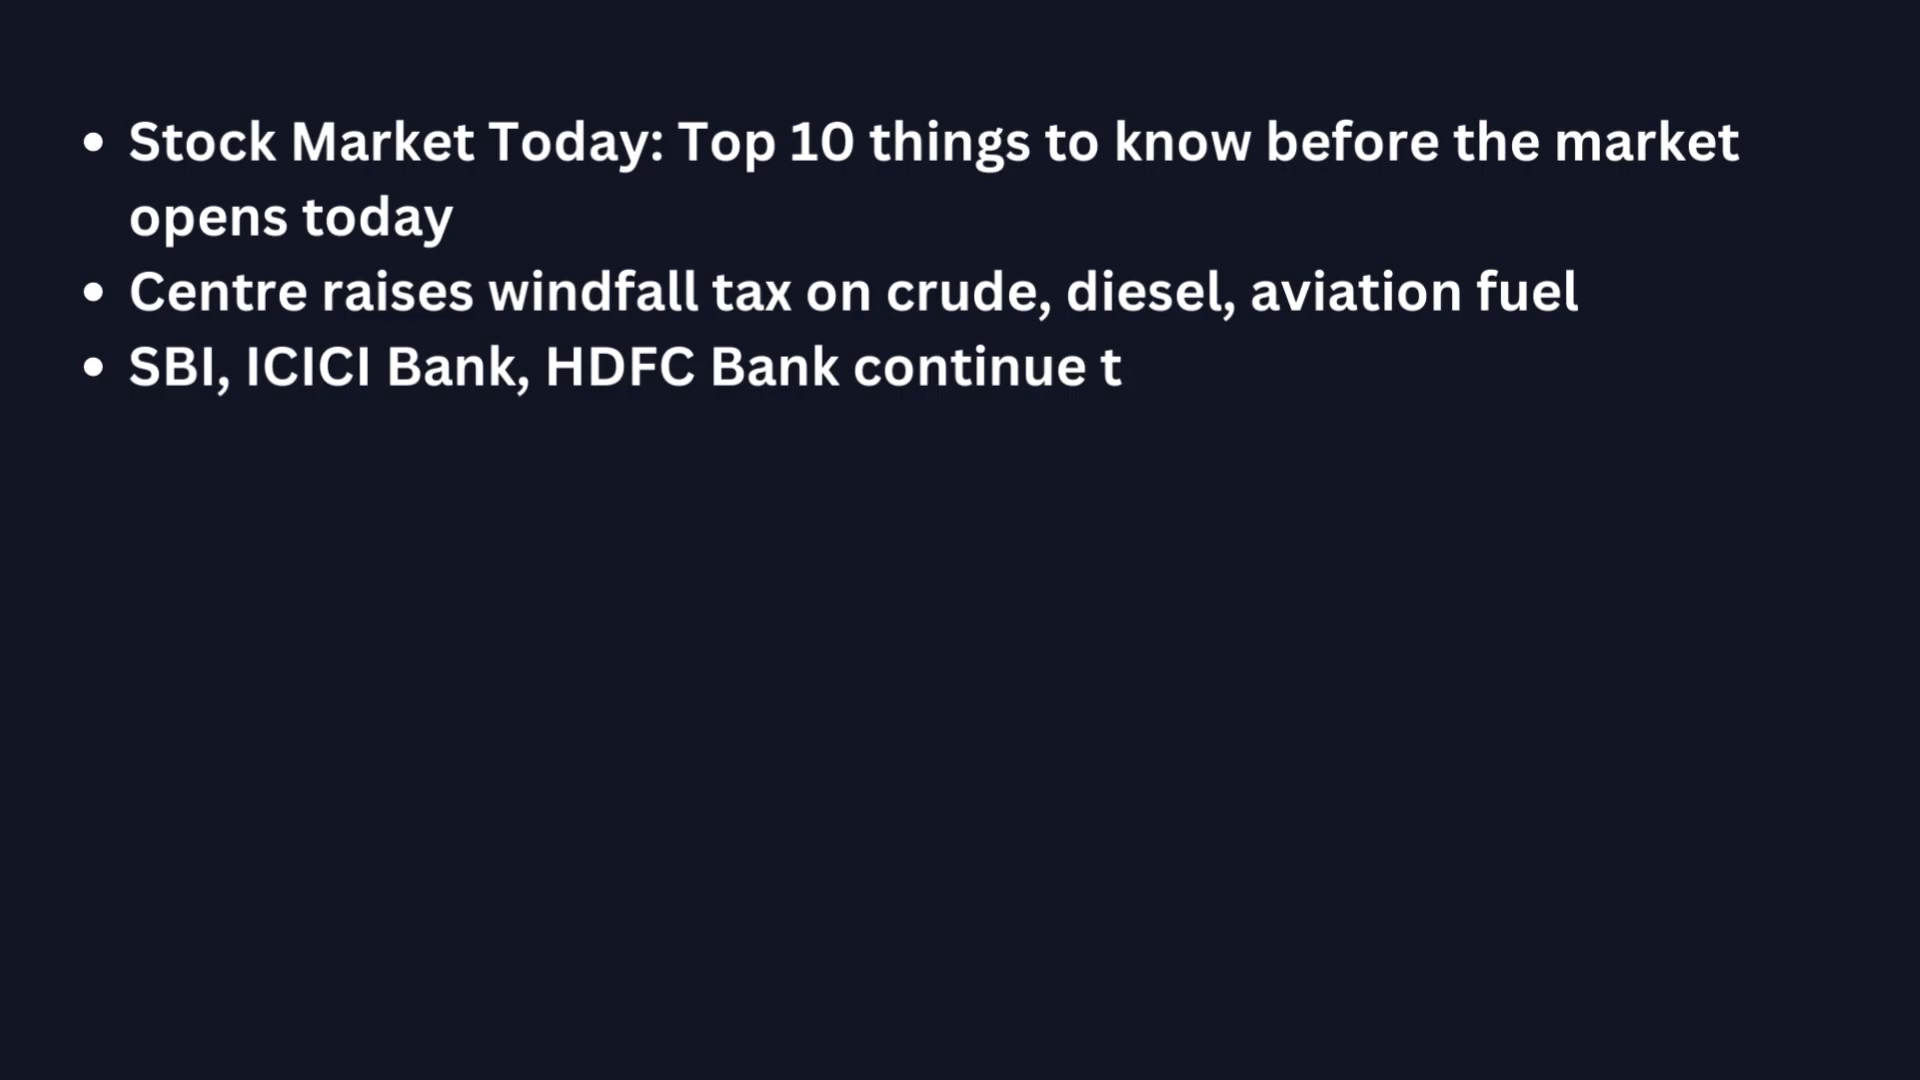 • Stock Market Today: Top 10 things to know before the market
opens today
• Centre raises windfall tax on crude, diesel, aviation fuel
• SBI, ICICI Bank, HDFC Bank continue t